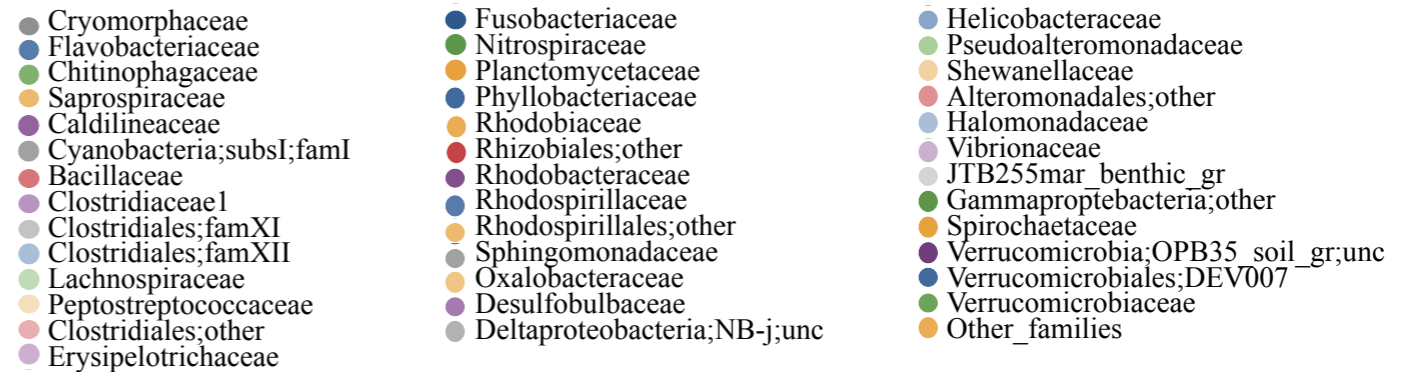 Cryomorphaceae
Flavobacteriaceae
Chitinophagaceae
Saprospiraceae
Caldilineaceae
Cyanobacteria;subsI;famI
Bacillaceae
Clostridiaceae1
Clostridiales;famXI
Clostridiales;famXII
Lachnospiraceae
Peptostreptococcaceae
Clostridiales;other
Erysipelotrichaceae
Fusobacteriaceae
Nitrospiraceae
Planctomycetaceae
Phyllobacteriaceae
Rhodobiaceae
Rhizobiales;other
Rhodobacteraceae
Rhodospirillaceae
Rhodospirillales;other
Sphingomonadaceae
Oxalobacteraceae
Desulfobulbaceae
Deltaproteobacteria;NB-j;unc
Helicobacteraceae
Pseudoalteromonadaceae
Shewanellaceae
Alteromonadales;other
Halomonadaceae
Vibrionaceae
JTB255mar_benthic_gr
Gammaproptebacteria;other
Spirochaetaceae
Verrucomicrobia;OPB35_soil_gr;unc
Verrucomicrobiales;DEV007
Verrucomicrobiaceae
Other_families